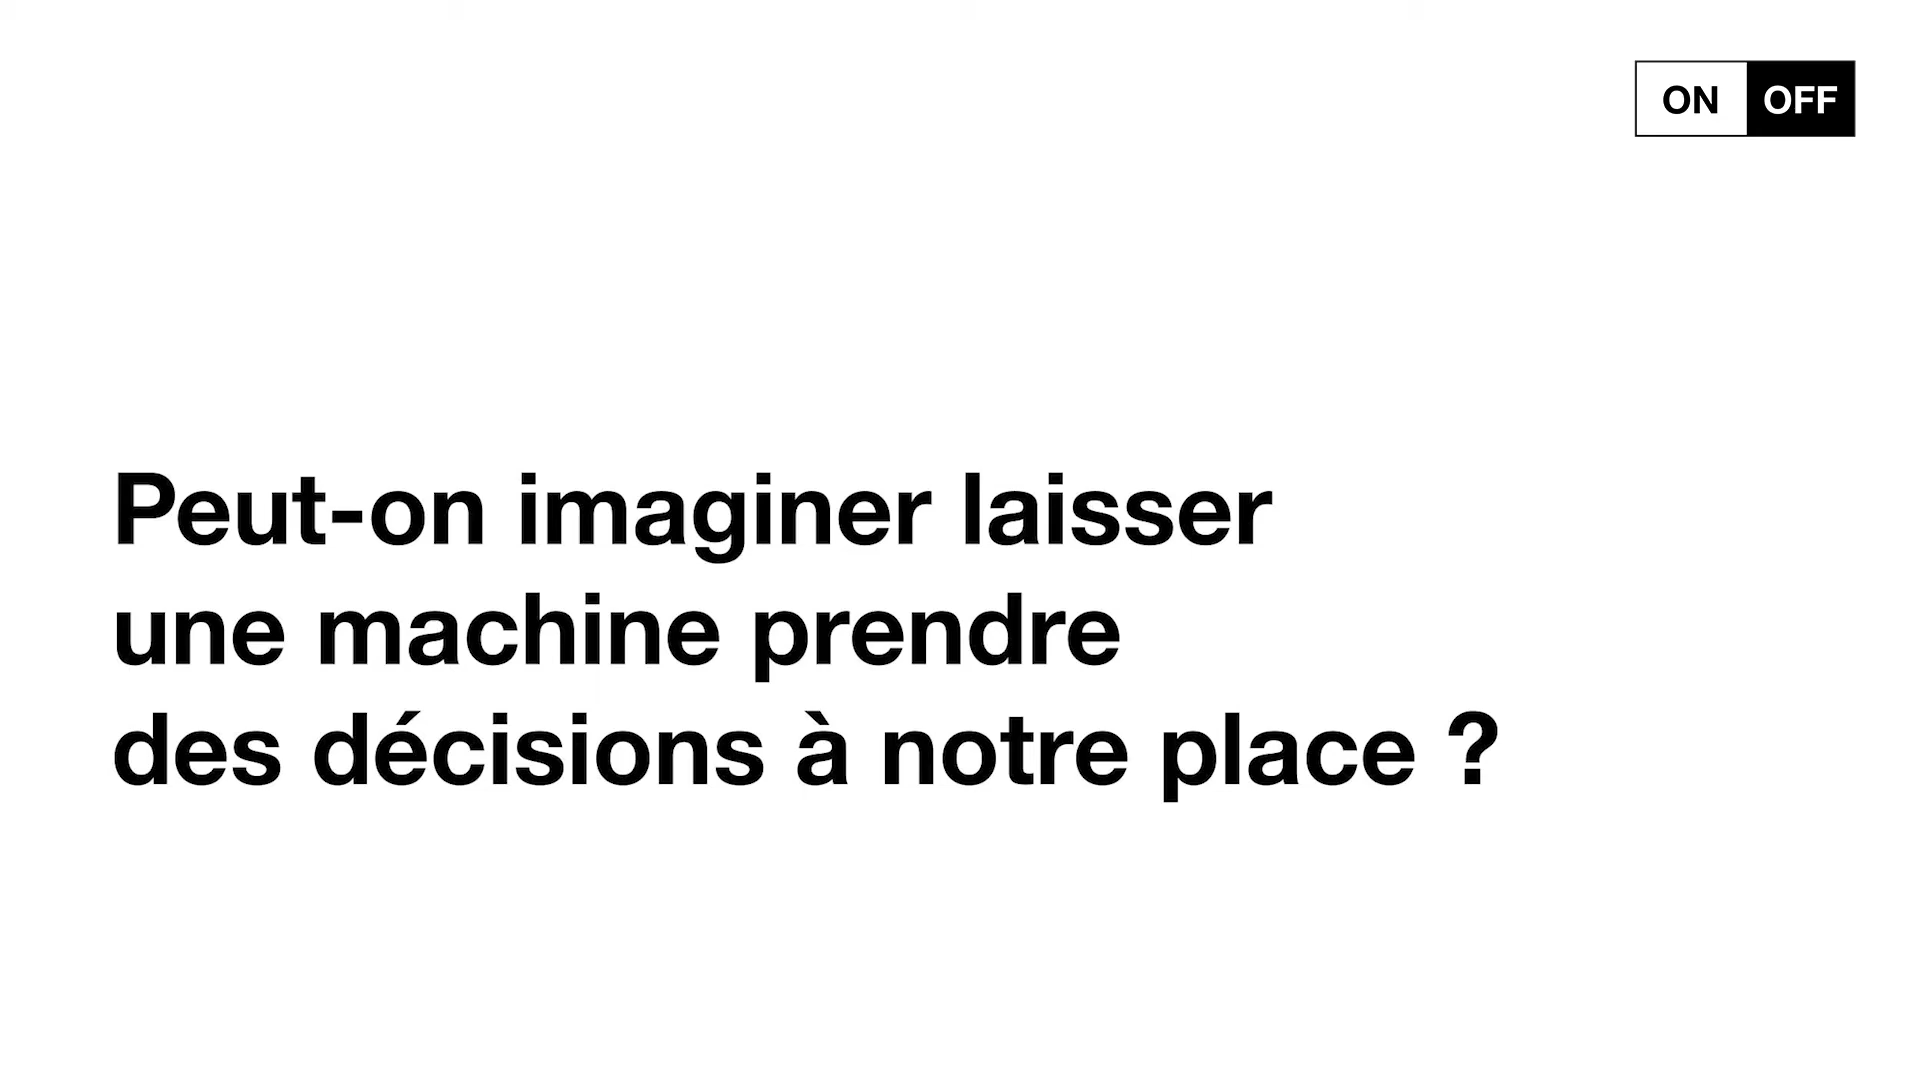 ON OFF
Peut-on imaginer laisser
une machine prendre
des décisions à notre place ?